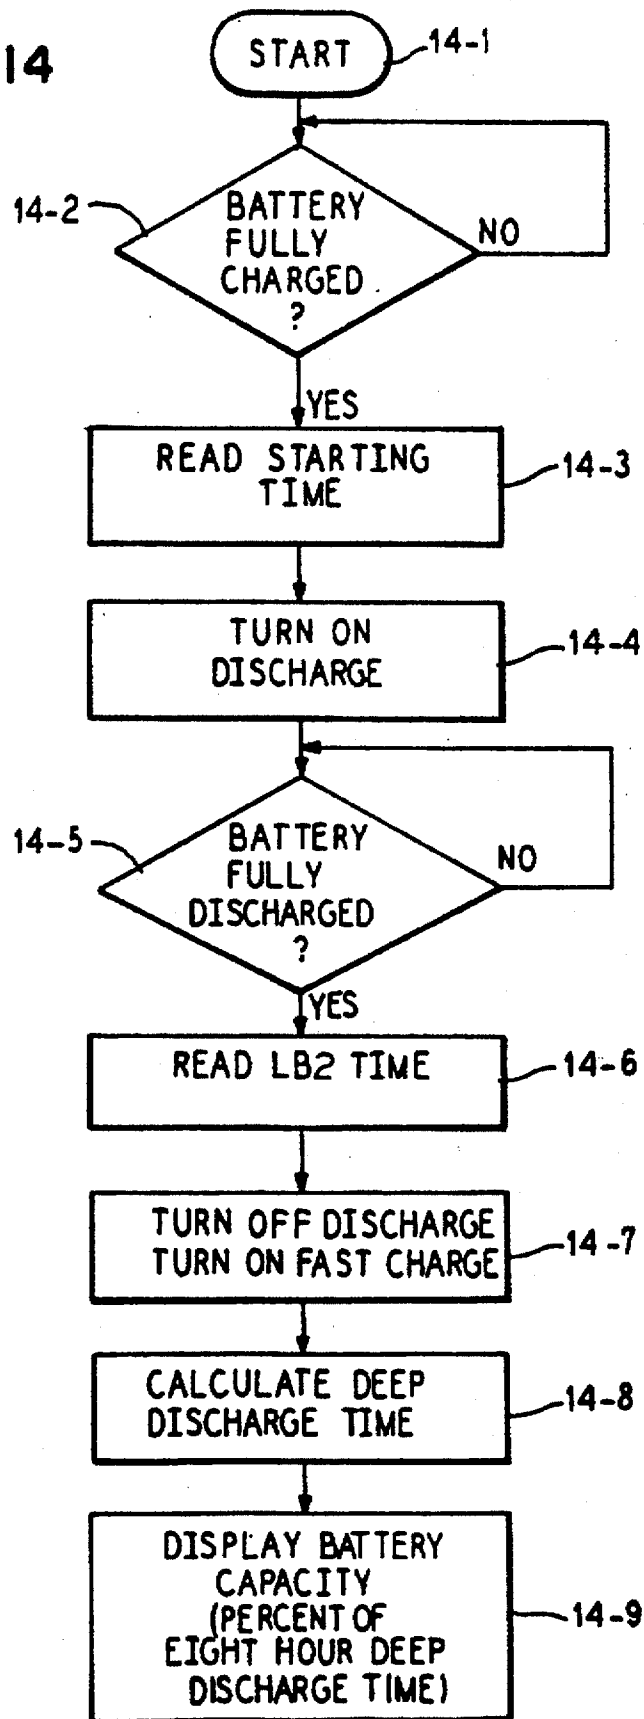 14
START
14-1
14-2
BATTERY
FULLY
CHARGED
?
NO
YES
READ STARTING
TIME
14-3
TURN ON
DISCHARGE
14-4
14-5
BATTERY
FULLY
DISCHARGED
?
NO
YES
READ LB2 TIME
14-6
TURN OFF DISCHARGE
TURN ON FAST CHARGE
14-7
CALCULATE DEEP
DISCHARGE TIME
14-8
DISPLAY BATTERY
CAPACITY
(PERCENT OF
EIGHT HOUR DEEP
DISCHARGE TIME)
14-9